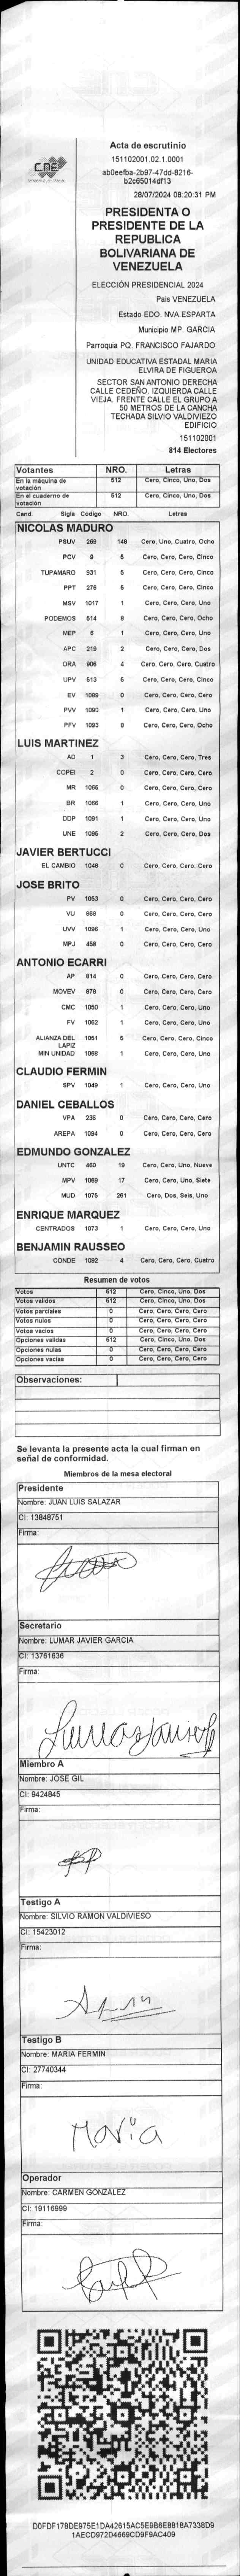 CNE
Acta de escrutinio
151102001.02.1.0001
ab0eefba-2b97-47dd-8216-
b2c65014df13
28/07/2024 08:20:31 PM
PRESIDENTA O
PRESIDENTE DE LA
REPUBLICA
BOLIVARIANA DE
VENEZUELA
ELECCIÓN PRESIDENCIAL 2024
País VENEZUELA
Estado EDO. NVA.ESPARTA
Municipio MP. GARCIA
Parroquia PQ. FRANCISCO FAJARDO
UNIDAD EDUCATIVA ESTADAL MARIA
ELVIRA DE FIGUEROA
SECTOR SAN ANTONIO DERECHA
CALLE CEDEÑO. IZQUIERDA CALLE
VIEJA. FRENTE CALLE EL GRUPO A
50 METROS DE LA CANCHA
TECHADA SILVIO VALDIVIEZO
EDIFICIO
151102001
814 Electores
Votantes NRO. Letras
En la máquina de votación 512 Cero, Cinco, Uno, Dos
En el cuaderno de votación 512 Cero, Cinco, Uno, Dos
Cand. Sigla Código NRO. Letras
NICOLAS MADURO
PSUV 269 148 Cero, Uno, Cuatro, Ocho
PCV 9 5 Cero, Cero, Cero, Cinco
TUPAMARO 931 5 Cero, Cero, Cero, Cinco
PPT 276 5 Cero, Cero, Cero, Cinco
MSV 1017 1 Cero, Cero, Cero, Uno
PODEMOS 514 8 Cero, Cero, Cero, Ocho
MEP 6 1 Cero, Cero, Cero, Uno
APC 219 2 Cero, Cero, Cero, Dos
ORA 906 4 Cero, Cero, Cero, Cuatro
UPV 513 5 Cero, Cero, Cero, Cinco
EV 1089 0 Cero, Cero, Cero, Cero
PVV 1090 1 Cero, Cero, Cero, Uno
PFV 1093 8 Cero, Cero, Cero, Ocho
LUIS MARTINEZ
AD 1 3 Cero, Cero, Cero, Tres
COPEI 2 0 Cero, Cero, Cero, Cero
MR 1065 0 Cero, Cero, Cero, Cero
BR 1066 1 Cero, Cero, Cero, Uno
DDP 1091 1 Cero, Cero, Cero, Uno
UNE 1095 2 Cero, Cero, Cero, Dos
JAVIER BERTUCCI
EL CAMBIO 1048 0 Cero, Cero, Cero, Cero
JOSE BRITO
PV 1053 0 Cero, Cero, Cero, Cero
VU 868 0 Cero, Cero, Cero, Cero
UVV 1096 1 Cero, Cero, Cero, Uno
MPJ 458 0 Cero, Cero, Cero, Cero
ANTONIO ECARRI
AP 814 0 Cero, Cero, Cero, Cero
MOVEV 878 0 Cero, Cero, Cero, Cero
CMC 1050 1 Cero, Cero, Cero, Uno
FV 1062 1 Cero, Cero, Cero, Uno
ALIANZA DEL LAPIZ 1051 5 Cero, Cero, Cero, Cinco
MIN UNIDAD 1068 1 Cero, Cero, Cero, Uno
CLAUDIO FERMIN
SPV 1049 1 Cero, Cero, Cero, Uno
DANIEL CEBALLOS
VPA 236 0 Cero, Cero, Cero, Cero
AREPA 1094 0 Cero, Cero, Cero, Cero
EDMUNDO GONZALEZ
UNTC 460 19 Cero, Cero, Uno, Nueve
MPV 1069 17 Cero, Cero, Uno, Siete
MUD 1075 261 Cero, Dos, Seis, Uno
ENRIQUE MARQUEZ
CENTRADOS 1073 1 Cero, Cero, Cero, Uno
BENJAMIN RAUSSEO
CONDE 1092 4 Cero, Cero, Cero, Cuatro
Resumen de votos
Votos 512 Cero, Cinco, Uno, Dos
Votos validos 512 Cero, Cinco, Uno, Dos
Votos parciales 0 Cero, Cero, Cero, Cero
Votos nulos 0 Cero, Cero, Cero, Cero
Votos vacios 0 Cero, Cero, Cero, Cero
Opciones validas 512 Cero, Cinco, Uno, Dos
Opciones nulas 0 Cero, Cero, Cero, Cero
Opciones vacias 0 Cero, Cero, Cero, Cero
Observaciones:
Se levanta la presente acta la cual firman en
señal de conformidad.
Miembros de la mesa electoral
Presidente
Nombre: JUAN LUIS SALAZAR
CI: 13848751
Firma:
Secretario
Nombre: LUMAR JAVIER GARCIA
CI: 13761636
Firma:
Miembro A
Nombre: JOSE GIL
CI: 9424845
Firma:
Testigo A
Nombre: SILVIO RAMON VALDIVIESO
CI: 15423012
Firma:
Testigo B
Nombre: MARIA FERMIN
CI: 27740344
Firma:
María
Operador
Nombre: CARMEN GONZALEZ
CI: 19116999
Firma:
D0FDF178DE975E1DA42615AC5E9B6E8818A7338D9
1AECD972D4669CD9F9AC409